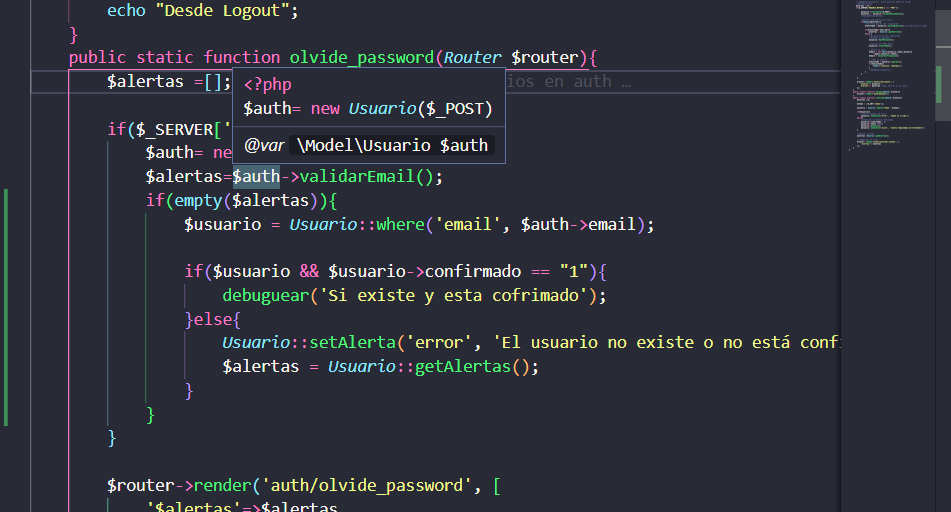 echo "Desde Logout";
}
public static function olvide_password(Router $router){
$alertas =[];
ios en auth …
<?php
$auth= new Usuario($_POST)
@var \Model\Usuario $auth
if($_SERVER['
$auth= ne
$alertas=$auth->validarEmail();
if(empty($alertas)){
$usuario = Usuario::where('email', $auth->email);
if($usuario && $usuario->confirmado == "1"){
debuguear('Si existe y esta cofrimado');
}else{
Usuario::setAlerta('error', 'El usuario no existe o no está confi
$alertas = Usuario::getAlertas();
}
}
}
$router->render('auth/olvide_password', [
'$alertas'=>$alertas